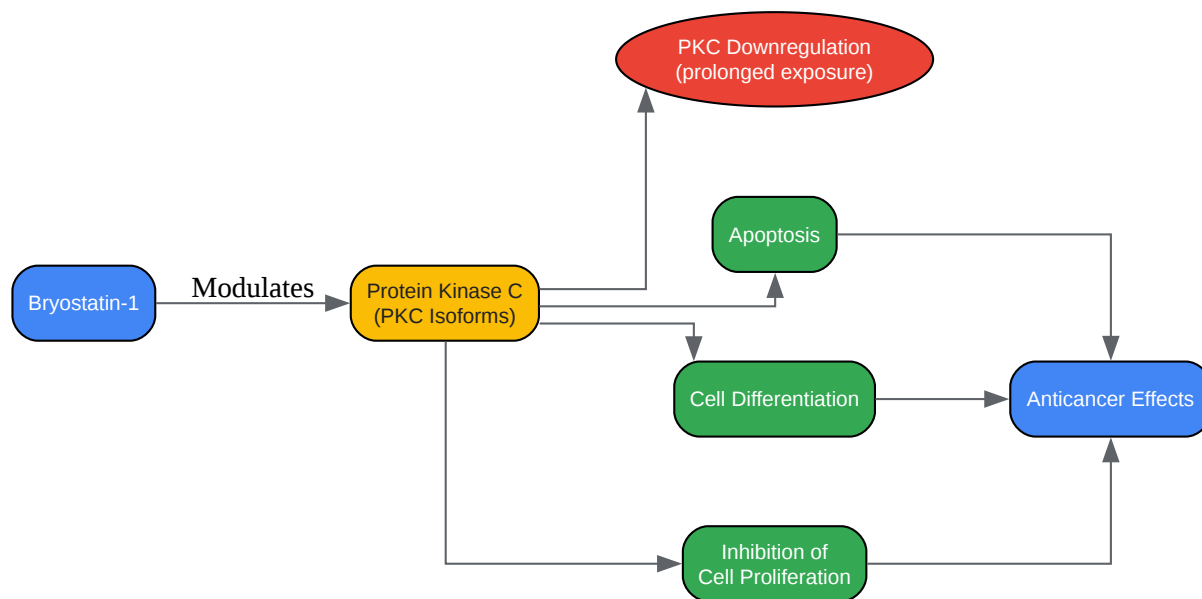 PKC Downregulation
(prolonged exposure)
Apoptosis
Bryostatin-1
Modulates
Protein Kinase C
(PKC Isoforms)
Cell Differentiation
Anticancer Effects
Inhibition of
Cell Proliferation